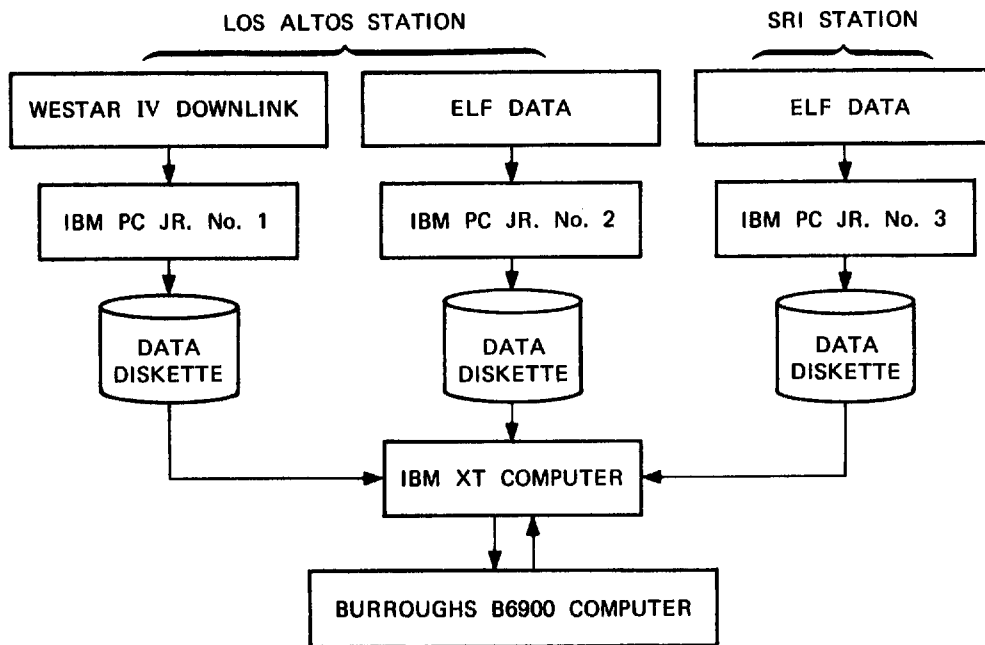 LOS ALTOS STATION
SRI STATION
WESTAR IV DOWNLINK
ELF DATA
ELF DATA
IBM PC JR. No. 1
IBM PC JR. No. 2
IBM PC JR. No. 3
DATA
DISKETTE
DATA
DISKETTE
DATA
DISKETTE
IBM XT COMPUTER
BURROUGHS B6900 COMPUTER